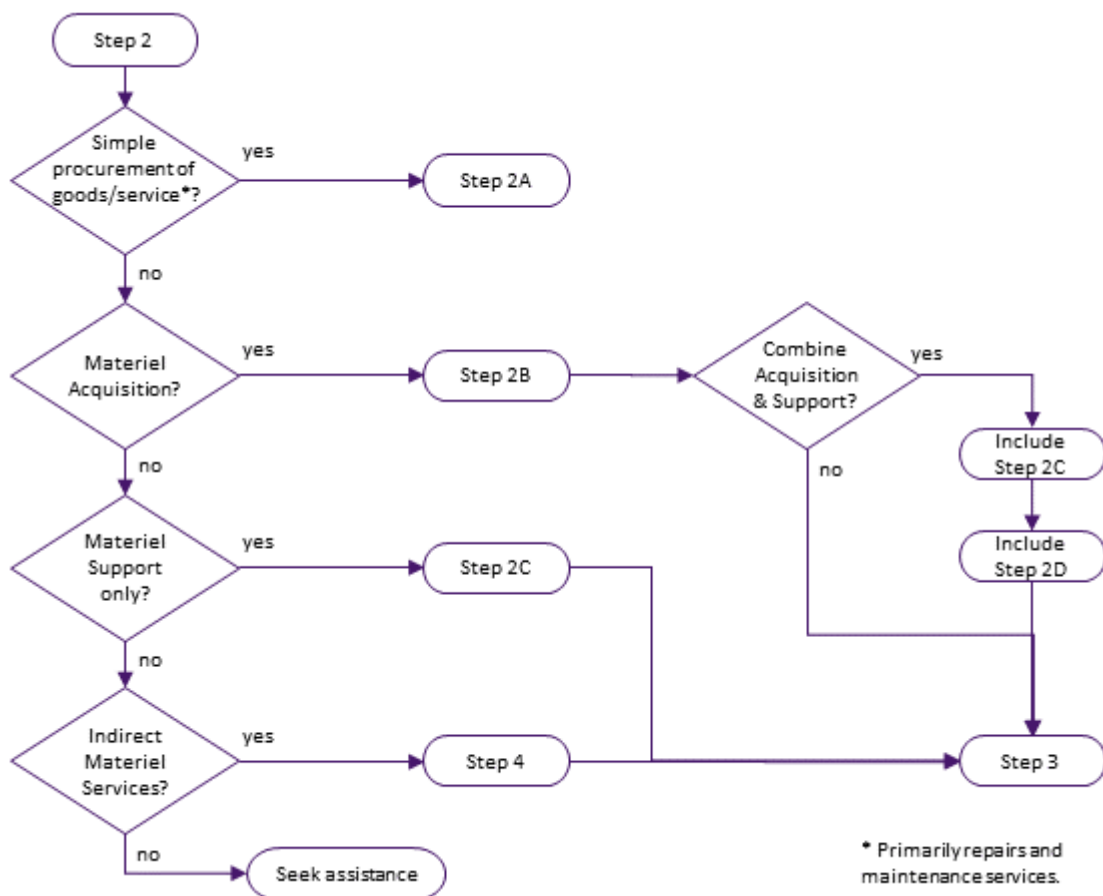 Step 2
Simple
procurement of
goods/service*?
yes
Step 2A
no
Materiel
Acquisition?
yes
Step 2B
Combine
Acquisition
& Support?
yes
Include
Step 2C
no
Include
Step 2D
no
Materiel
Support
only?
yes
Step 2C
no
Indirect
Materiel
Services?
yes
Step 4
Step 3
no
Seek assistance
* Primarily repairs and
maintenance services.